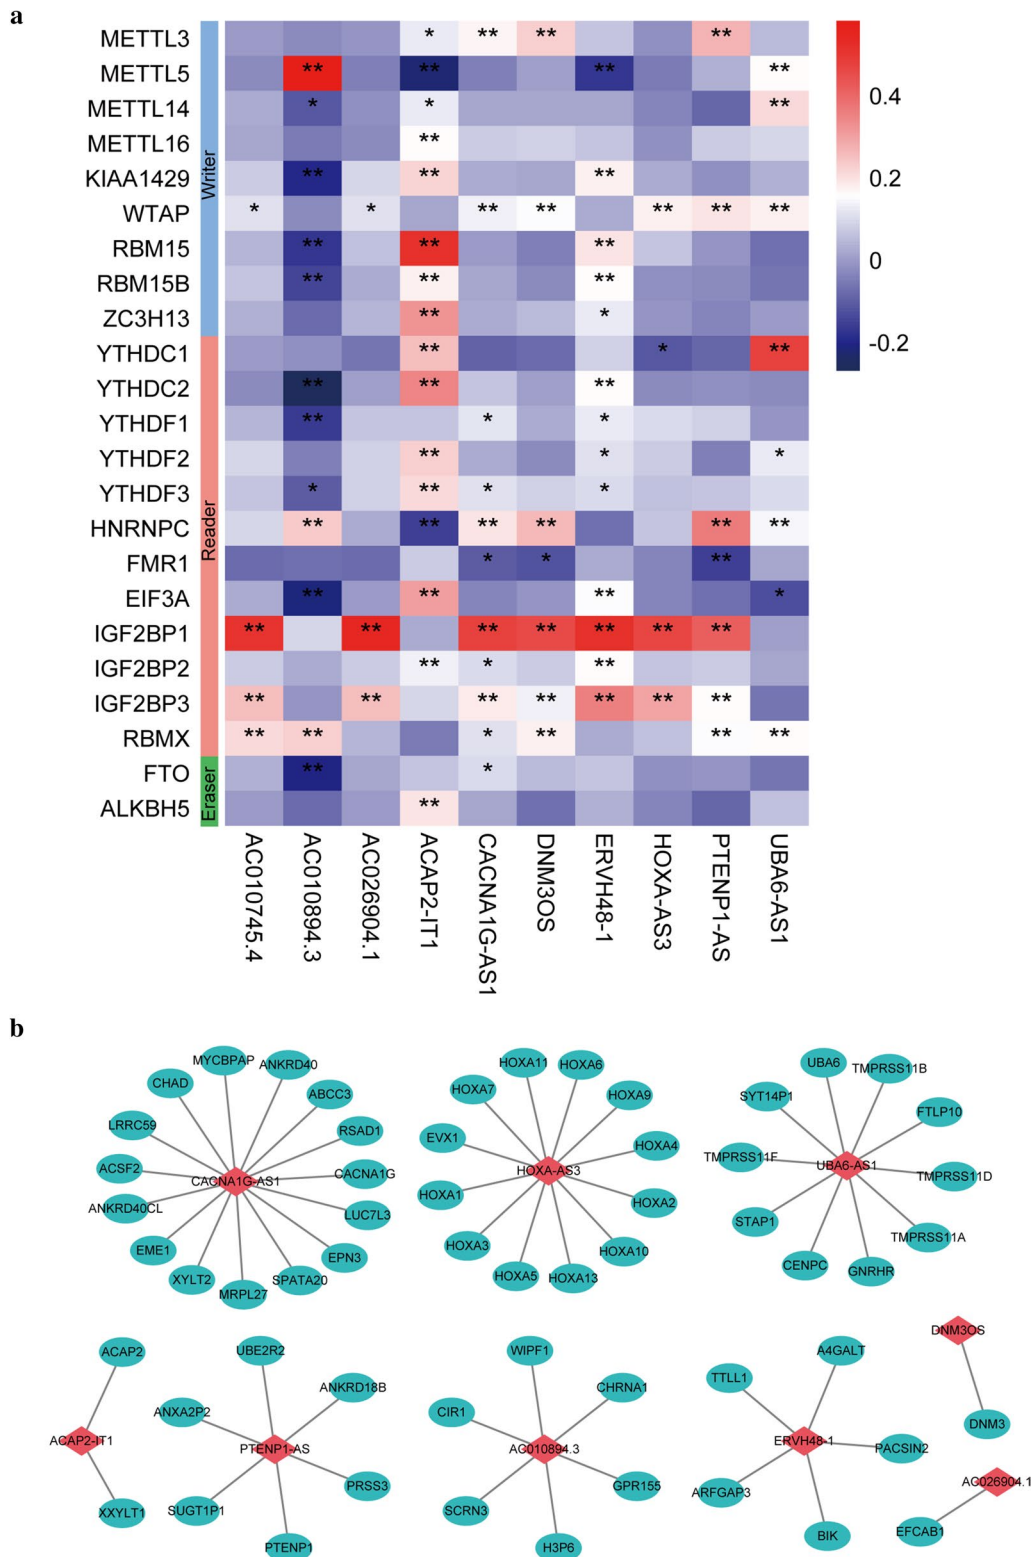 a
METTL3 * ** ** **
METTL5 ** ** ** **
METTL14 * * **
METTL16 **
KIAA1429 ** ** **
WTAP * * ** ** ** ** **
RBM15 ** ** **
RBM15B ** ** **
ZC3H13 ** *
YTHDC1 ** * **
YTHDC2 ** ** **
YTHDF1 ** * *
YTHDF2 ** * *
YTHDF3 * ** * *
HNRNPC ** ** ** ** ** **
FMR1 * * **
EIF3A ** ** ** *
IGF2BP1 ** ** ** ** ** ** **
IGF2BP2 ** * **
IGF2BP3 ** ** ** ** ** ** **
RBMX ** ** * ** ** **
FTO ** *
ALKBH5 **
Writer
Reader
Eraser
0.4
0.2
0
-0.2
AC010745.4
AC010894.3
AC026904.1
ACAP2-IT1
CACNA1G-AS1
DNM3OS
ERVH48-1
HOXA-AS3
PTENP1-AS
UBA6-AS1
b
MYCBPAP
ANKRD40
CHAD
ABCC3
LRRC59
RSAD1
ACSF2
CACNA1G
CACNA1G-AS1
ANKRD40CL
LUC7L3
EME1
EPN3
XYLT2
SPATA20
MRPL27
HOXA11
HOXA6
HOXA7
HOXA9
EVX1
HOXA4
HOXA-AS3
HOXA1
HOXA2
HOXA3
HOXA10
HOXA5
HOXA13
UBA6
TMPRSS11B
SYT14P1
FTLP10
TMPRSS11F
UBA6-AS1
TMPRSS11D
STAP1
TMPRSS11A
CENPC
GNRHR
ACAP2
ACAP2-IT1
XXYLT1
UBE2R2
ANKRD18B
ANXA2P2
PTENP1-AS
PRSS3
SUGT1P1
PTENP1
WIPF1
CHRNA1
CIR1
AC010894.3
GPR155
SCRN3
H3P6
A4GALT
TTLL1
ERVH48-1
PACSIN2
ARFGAP3
BIK
DNM3OS
DNM3
AC026904.1
EFCAB1